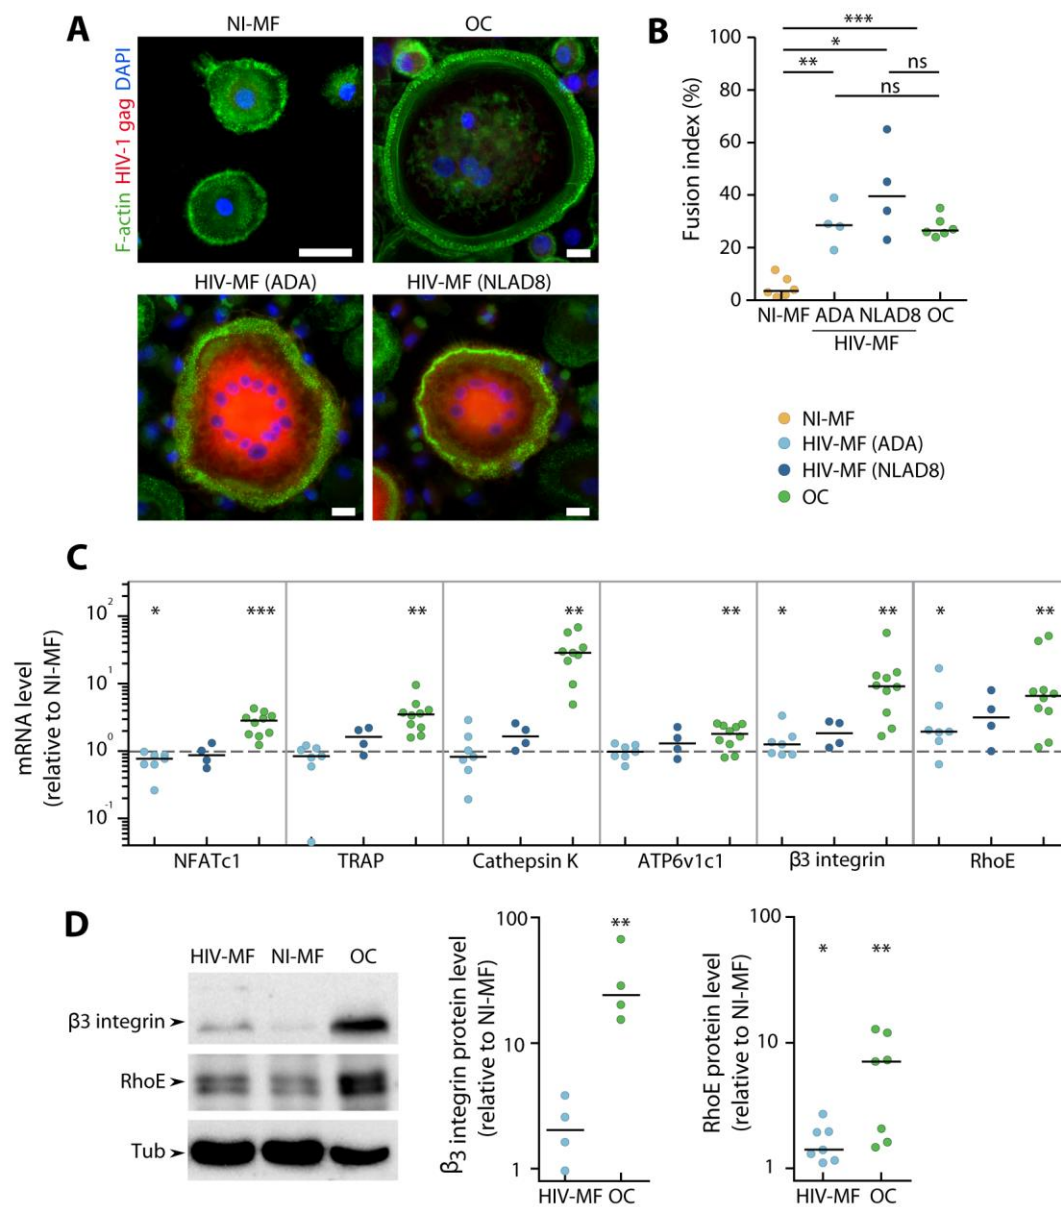 A
NI-MF
OC
F-actin HIV-1 gag DAPI
HIV-MF (ADA)
HIV-MF (NLAD8)
B
Fusion index (%)
100
80
60
40
20
0
***
*
**
ns
ns
NI-MF
ADA
NLAD8
OC
HIV-MF
NI-MF
HIV-MF (ADA)
HIV-MF (NLAD8)
OC
C
mRNA level
(relative to NI-MF)
10²
10¹
10⁰
10⁻¹
* *** ** ** ** * ** * **
NFATc1
TRAP
Cathepsin K
ATP6v1c1
β3 integrin
RhoE
D
HIV-MF NI-MF OC
β3 integrin
RhoE
Tub
β3 integrin protein level
(relative to NI-MF)
100
10
1
**
HIV-MF OC
RhoE protein level
(relative to NI-MF)
100
10
1
* **
HIV-MF OC